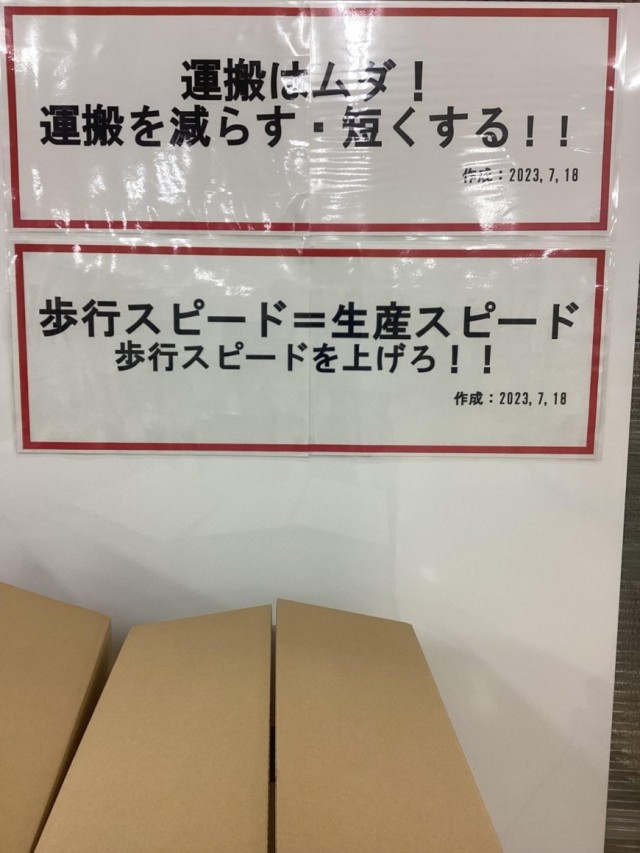 運搬はムダ！
運搬を減らす・短くする！！
作成：2023,7,18
歩行スピード＝生産スピード
歩行スピードを上げろ！！
作成：2023,7,18